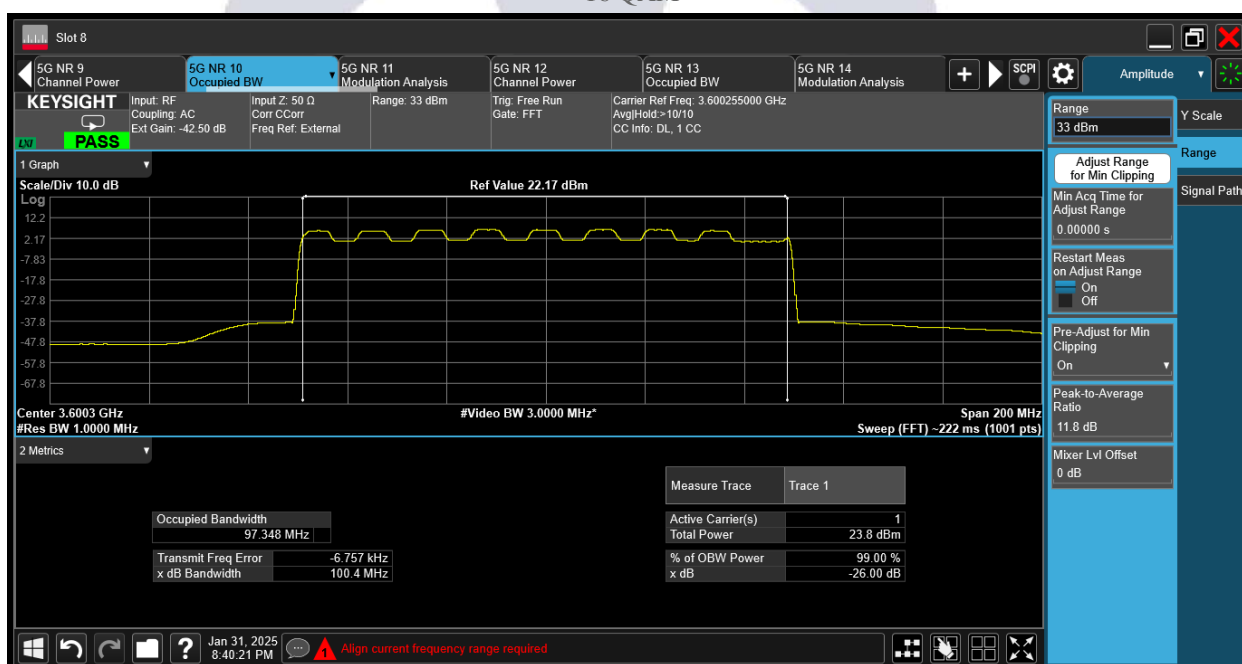 Slot 8
5G NR 9
Channel Power
5G NR 10
Occupied BW
5G NR 11
Modulation Analysis
5G NR 12
Channel Power
5G NR 13
Occupied BW
5G NR 14
Modulation Analysis
SCPI
Amplitude
KEYSIGHT
LXI
PASS
Input: RF
Coupling: AC
Ext Gain: -42.50 dB
Input Z: 50 Ω
Corr CCorr
Freq Ref: External
Range: 33 dBm
Trig: Free Run
Gate: FFT
Carrier Ref Freq: 3.600255000 GHz
Avg|Hold:>10/10
CC Info: DL, 1 CC
1 Graph
Scale/Div 10.0 dB
Ref Value 22.17 dBm
Log
12.2
2.17
-7.83
-17.8
-27.8
-37.8
-47.8
-57.8
-67.8
Center 3.6003 GHz
#Video BW 3.0000 MHz*
Span 200 MHz
#Res BW 1.0000 MHz
Sweep (FFT) ~222 ms (1001 pts)
2 Metrics
Measure Trace Trace 1
Occupied Bandwidth
97.348 MHz
Active Carrier(s) 1
Total Power 23.8 dBm
Transmit Freq Error -6.757 kHz
x dB Bandwidth 100.4 MHz
% of OBW Power 99.00 %
x dB -26.00 dB
Range
33 dBm
Adjust Range
for Min Clipping
Min Acq Time for
Adjust Range
0.00000 s
Restart Meas
on Adjust Range
On
Off
Pre-Adjust for Min
Clipping
On
Peak-to-Average
Ratio
11.8 dB
Mixer Lvl Offset
0 dB
Y Scale
Range
Signal Path
?
Jan 31, 2025
8:40:21 PM
1
Align current frequency range required